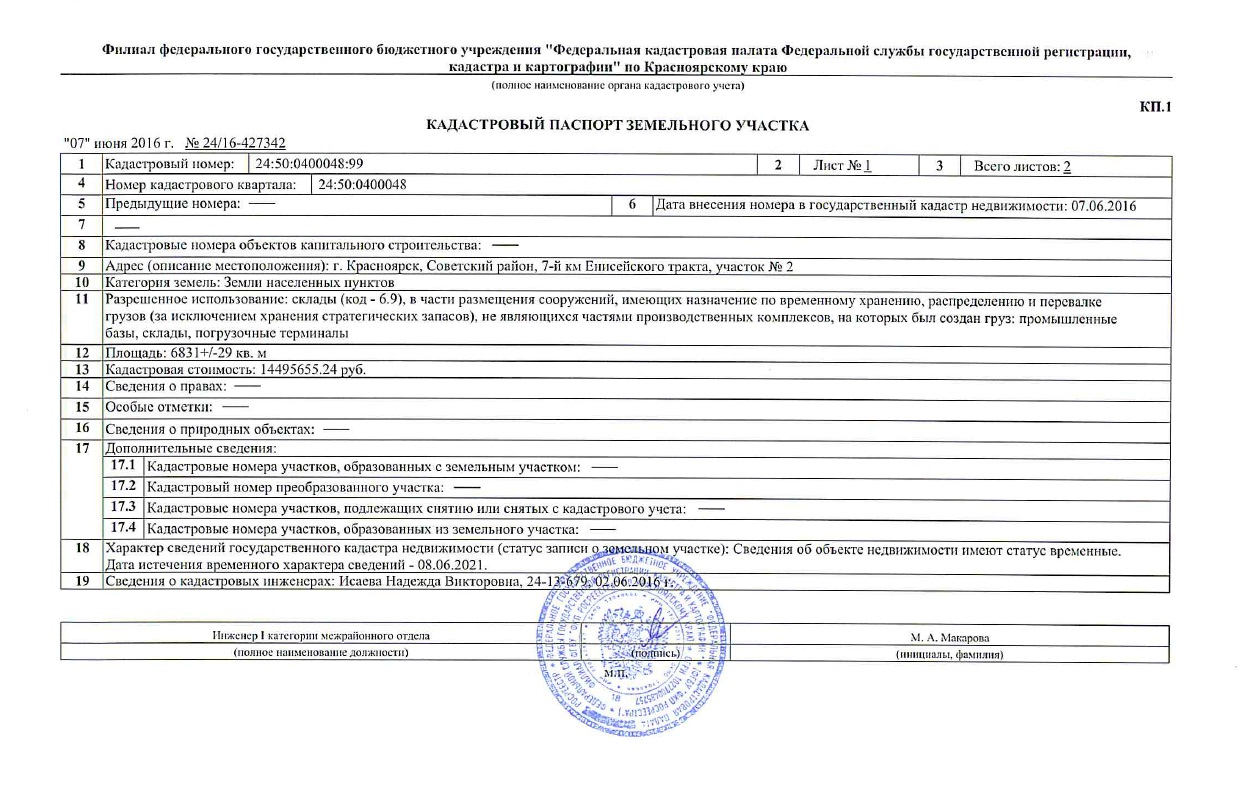 Филиал федерального государственного бюджетного учреждения "Федеральная кадастровая палата Федеральной службы государственной регистрации,
кадастра и картографии" по Красноярскому краю
(полное наименование органа кадастрового учета)
КП.1
КАДАСТРОВЫЙ ПАСПОРТ ЗЕМЕЛЬНОГО УЧАСТКА
"07" июня 2016 г. № 24/16-427342
1 Кадастровый номер: 24:50:0400048:99 2 Лист № 1 3 Всего листов: 2
4 Номер кадастрового квартала: 24:50:0400048
5 Предыдущие номера: —— 6 Дата внесения номера в государственный кадастр недвижимости: 07.06.2016
7 ——
8 Кадастровые номера объектов капитального строительства: ——
9 Адрес (описание местоположения): г. Красноярск, Советский район, 7-й км Енисейского тракта, участок № 2
10 Категория земель: Земли населенных пунктов
11 Разрешенное использование: склады (код - 6.9), в части размещения сооружений, имеющих назначение по временному хранению, распределению и перевалке
грузов (за исключением хранения стратегических запасов), не являющихся частями производственных комплексов, на которых был создан груз: промышленные
базы, склады, погрузочные терминалы
12 Площадь: 6831+/-29 кв. м
13 Кадастровая стоимость: 14495655.24 руб.
14 Сведения о правах: ——
15 Особые отметки: ——
16 Сведения о природных объектах: ——
17 Дополнительные сведения:
17.1 Кадастровые номера участков, образованных с земельным участком: ——
17.2 Кадастровый номер преобразованного участка: ——
17.3 Кадастровые номера участков, подлежащих снятию или снятых с кадастрового учета: ——
17.4 Кадастровые номера участков, образованных из земельного участка: ——
18 Характер сведений государственного кадастра недвижимости (статус записи о земельном участке): Сведения об объекте недвижимости имеют статус временные.
Дата истечения временного характера сведений - 08.06.2021.
19 Сведения о кадастровых инженерах: Исаева Надежда Викторовна, 24-13-679, 02.06.2016 г.
Инженер I категории межрайонного отдела М. А. Макарова
(полное наименование должности) (подпись) (инициалы, фамилия)
М.П.